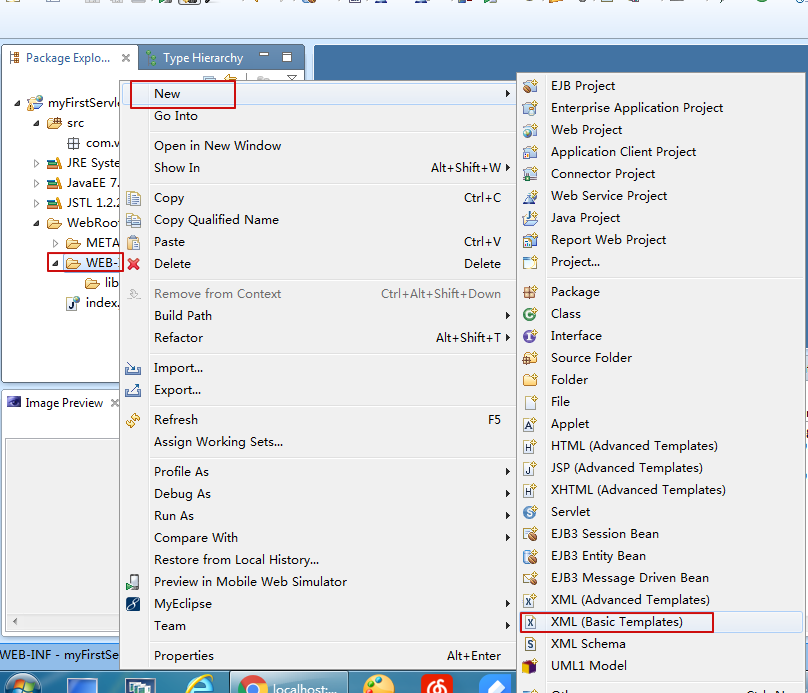 Package Explo...
Type Hierarchy
myFirstServl
src
com.v
JRE Syste
JavaEE 7.
JSTL 1.2.2
WebRoo
META
WEB-I
lib
index.
Image Preview
WEB-INF - myFirstSe
New
Go Into
Open in New Window
Show In Alt+Shift+W
Copy Ctrl+C
Copy Qualified Name
Paste Ctrl+V
Delete Delete
Remove from Context Ctrl+Alt+Shift+Down
Build Path
Refactor Alt+Shift+T
Import...
Export...
Refresh F5
Assign Working Sets...
Profile As
Debug As
Run As
Compare With
Restore from Local History...
Preview in Mobile Web Simulator
MyEclipse
Team
Properties Alt+Enter
EJB Project
Enterprise Application Project
Web Project
Application Client Project
Connector Project
Web Service Project
Java Project
Report Web Project
Project...
Package
Class
Interface
Source Folder
Folder
File
Applet
HTML (Advanced Templates)
JSP (Advanced Templates)
XHTML (Advanced Templates)
Servlet
EJB3 Session Bean
EJB3 Entity Bean
EJB3 Message Driven Bean
XML (Advanced Templates)
XML (Basic Templates)
XML Schema
UML1 Model
localhost:...